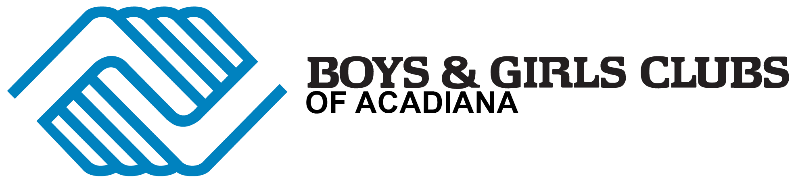 BOYS & GIRLS CLUBS
OF ACADIANA